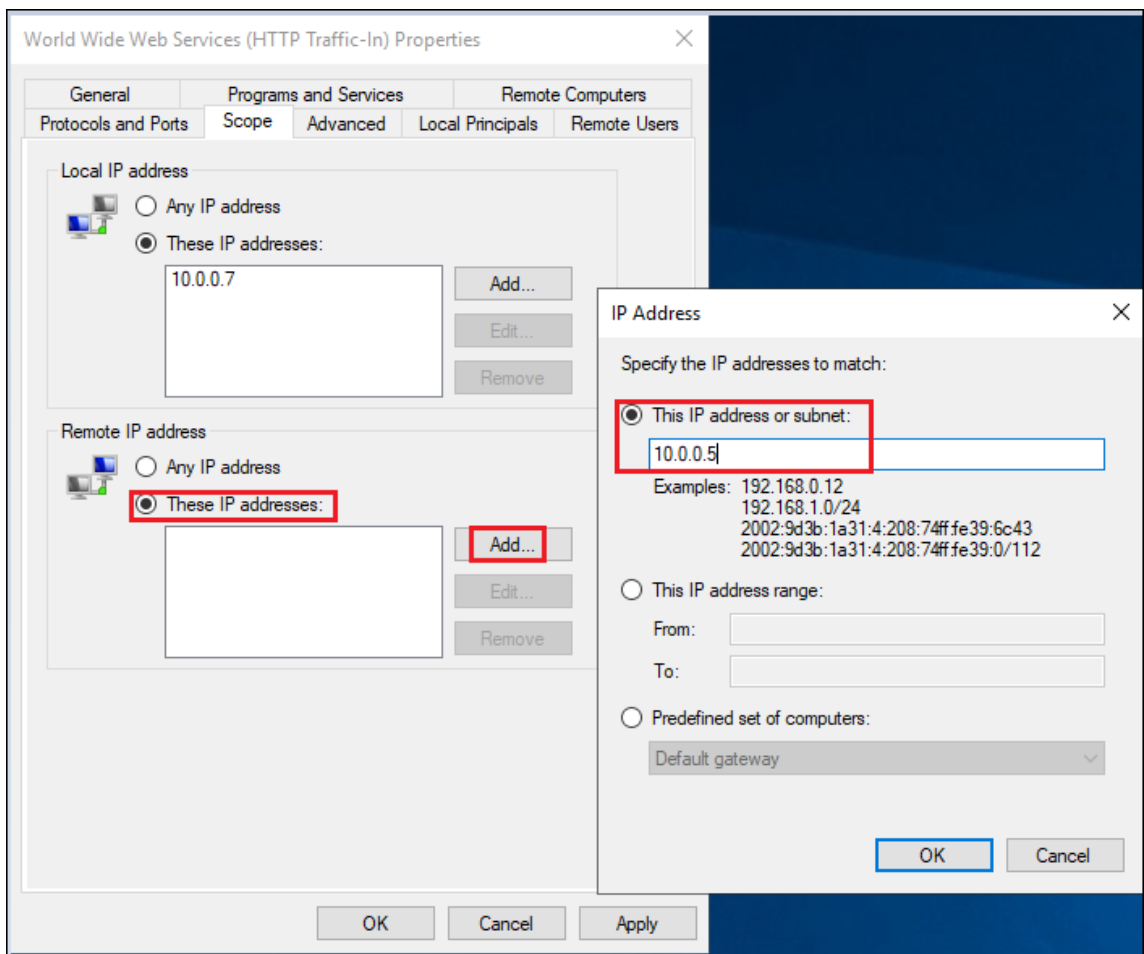 World Wide Web Services (HTTP Traffic-In) Properties
General Programs and Services Remote Computers
Protocols and Ports Scope Advanced Local Principals Remote Users
Local IP address
Any IP address
These IP addresses:
10.0.0.7
Add...
Edit...
Remove
Remote IP address
Any IP address
These IP addresses:
Add...
Edit...
Remove
OK Cancel Apply
IP Address
Specify the IP addresses to match:
This IP address or subnet:
10.0.0.5
Examples: 192.168.0.12
192.168.1.0/24
2002:9d3b:1a31:4:208:74ff:fe39:6c43
2002:9d3b:1a31:4:208:74ff:fe39:0/112
This IP address range:
From:
To:
Predefined set of computers:
Default gateway
OK Cancel